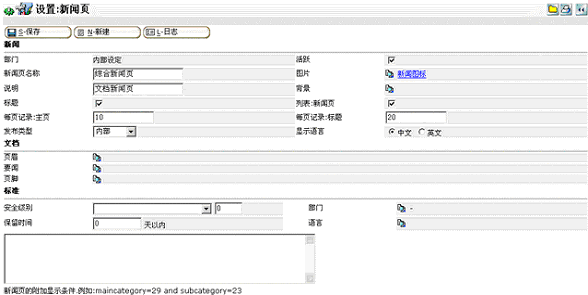 设置:新闻页
S-保存 N-新建 L-日志
新闻
部门 内部设定 活跃
新闻页名称 综合新闻页 图片 新闻图标
说明 文档新闻页 背景
标题 列表:新闻页
每页记录:主页 10 每页记录:标题 20
发布类型 内部 显示语言 中文 英文
文档
页眉
要闻
页脚
标准
安全级别 0 部门 -
保留时间 0 天以内 语言
新闻页的附加显示条件.例如:maincategory=29 and subcategory=23